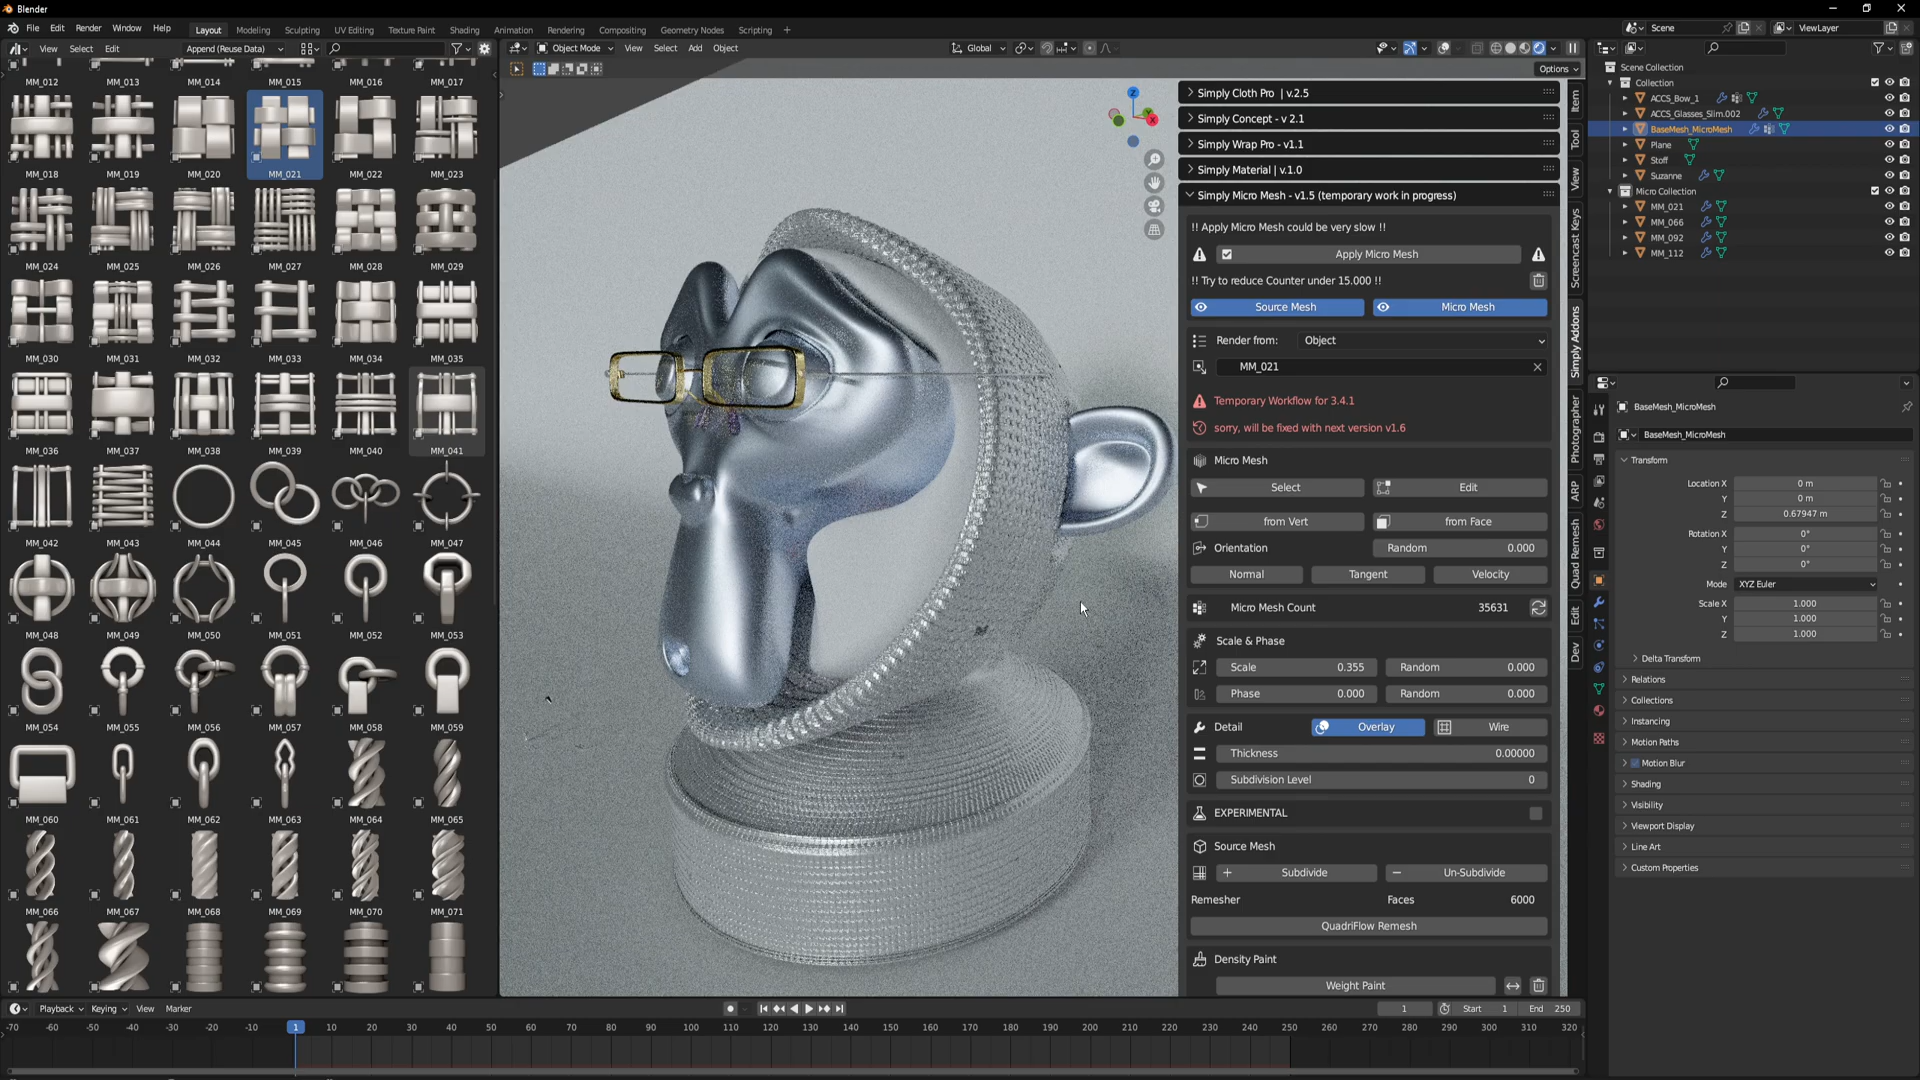 Blender
File Edit Render Window Help
Layout Modeling Sculpting UV Editing Texture Paint Shading Animation Rendering Compositing Geometry Nodes Scripting +
Scene
ViewLayer
View Select Edit
Append (Reuse Data)
Object Mode View Select Add Object
Global
Options
MM_012 MM_013 MM_014 MM_015 MM_016 MM_017
MM_018 MM_019 MM_020 MM_021 MM_022 MM_023
MM_024 MM_025 MM_026 MM_027 MM_028 MM_029
MM_030 MM_031 MM_032 MM_033 MM_034 MM_035
MM_036 MM_037 MM_038 MM_039 MM_040 MM_041
MM_042 MM_043 MM_044 MM_045 MM_046 MM_047
MM_048 MM_049 MM_050 MM_051 MM_052 MM_053
MM_054 MM_055 MM_056 MM_057 MM_058 MM_059
MM_060 MM_061 MM_062 MM_063 MM_064 MM_065
MM_066 MM_067 MM_068 MM_069 MM_070 MM_071
Z
X
Simply Cloth Pro | v.2.5
Simply Concept - v 2.1
Simply Wrap Pro - v1.1
Simply Material | v.1.0
Simply Micro Mesh - v1.5 (temporary work in progress)
!! Apply Micro Mesh could be very slow !!
Apply Micro Mesh
!! Try to reduce Counter under 15.000 !!
Source Mesh Micro Mesh
Render from: Object
MM_021
Temporary Workflow for 3.4.1
sorry, will be fixed with next version v1.6
Micro Mesh
Select Edit
from Vert from Face
Orientation Random 0.000
Normal Tangent Velocity
Micro Mesh Count 35631
Scale & Phase
Scale 0.355 Random 0.000
Phase 0.000 Random 0.000
Detail Overlay Wire
Thickness 0.00000
Subdivision Level 0
EXPERIMENTAL
Source Mesh
+ Subdivide − Un-Subdivide
Remesher Faces 6000
QuadriFlow Remesh
Density Paint
Weight Paint
Item
Tool
View
Screencast Keys
Simply Addons
Photographer
ARP
Quad Remesh
Edit
Dev
Scene Collection
Collection
ACCS_Bow_1
ACCS_Glasses_Slim.002
BaseMesh_MicroMesh
Plane
Stoff
Suzanne
Micro Collection
MM_021
MM_066
MM_092
MM_112
BaseMesh_MicroMesh
BaseMesh_MicroMesh
Transform
Location X 0 m
Y 0 m
Z 0.67947 m
Rotation X 0°
Y 0°
Z 0°
Mode XYZ Euler
Scale X 1.000
Y 1.000
Z 1.000
Delta Transform
Relations
Collections
Instancing
Motion Paths
Motion Blur
Shading
Visibility
Viewport Display
Line Art
Custom Properties
Playback Keying View Marker
1 Start 1 End 250
-70 -60 -50 -40 -30 -20 -10 1 10 20 30 40 50 60 70 80 90 100 110 120 130 140 150 160 170 180 190 200 210 220 230 240 250 260 270 280 290 300 310 320